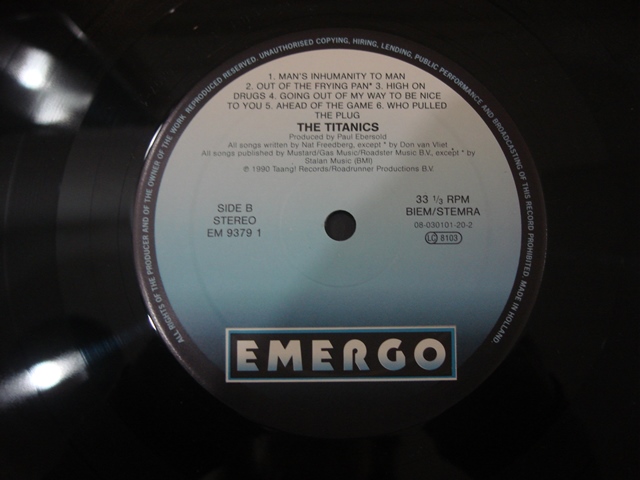 ALL RIGHTS OF THE PRODUCER AND OF THE OWNER OF THE WORK REPRODUCED RESERVED. UNAUTHORISED COPYING, HIRING, LENDING, PUBLIC PERFORMANCE AND BROADCASTING OF THIS RECORD PROHIBITED. MADE IN HOLLAND.
1. MAN'S INHUMANITY TO MAN
2. OUT OF THE FRYING PAN* 3. HIGH ON
DRUGS 4. GOING OUT OF MY WAY TO BE NICE
TO YOU 5. AHEAD OF THE GAME 6. WHO PULLED
THE PLUG
THE TITANICS
Produced by Paul Ebersold
All songs written by Nat Freedberg, except * by Don van Vliet*
All songs published by Mustard/Gas Music/Roadster Music B.V., except * by
Stalan Music (BMI)
℗ 1990 Taang! Records/Roadrunner Productions B.V.
SIDE B
STEREO
EM 9379 1
33 1/3 RPM
BIEM/STEMRA
08-030101-20-2
LC 8103
EMERGO